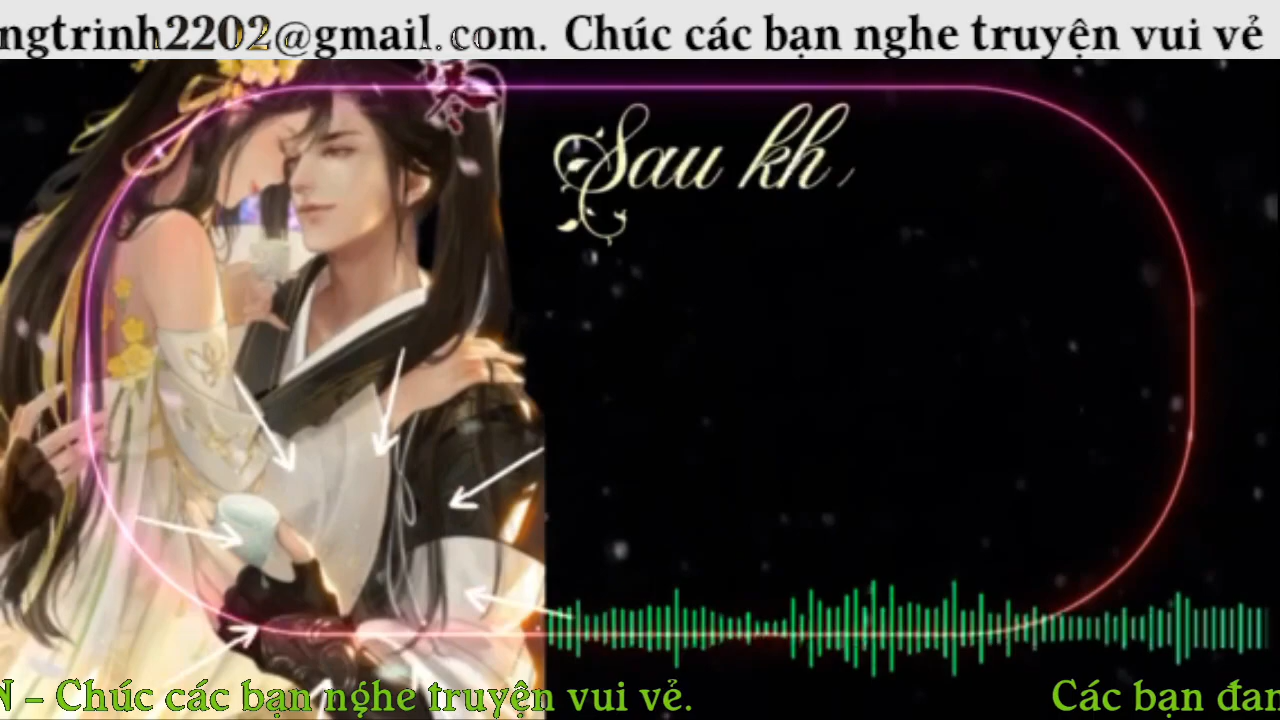 ngtrinh2202@gmail.com. Chúc các bạn nghe truyện vui vẻ
Sau kh
N – Chúc các bạn nghe truyện vui vẻ. Các bạn đan